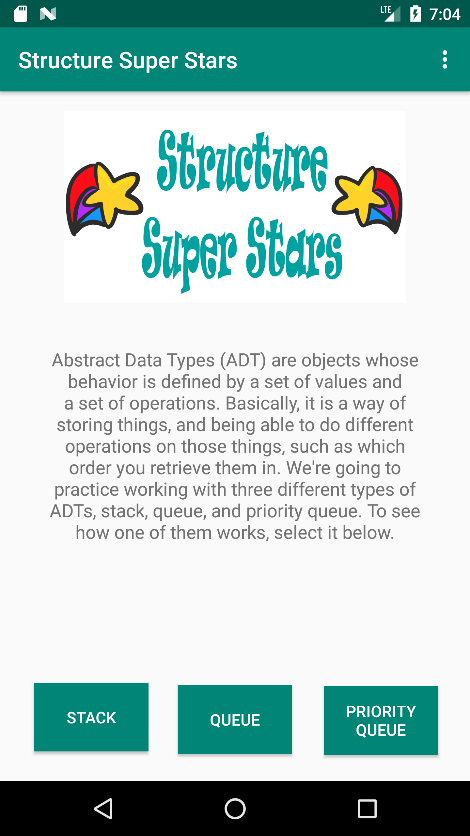 LTE 7:04
Structure Super Stars
Structure
Super Stars
Abstract Data Types (ADT) are objects whose
behavior is defined by a set of values and
a set of operations. Basically, it is a way of
storing things, and being able to do different
operations on those things, such as which
order you retrieve them in. We're going to
practice working with three different types of
ADTs, stack, queue, and priority queue. To see
how one of them works, select it below.
STACK
QUEUE
PRIORITY
QUEUE